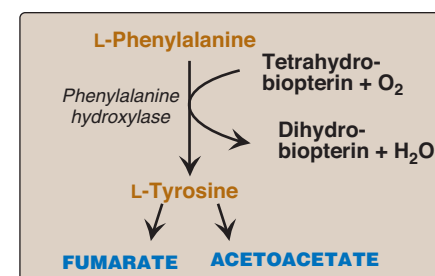 L-Phenylalanine
Tetrahydro-
biopterin + O₂
Phenylalanine
hydroxylase
Dihydro-
biopterin + H₂O
L-Tyrosine
FUMARATE
ACETOACETATE